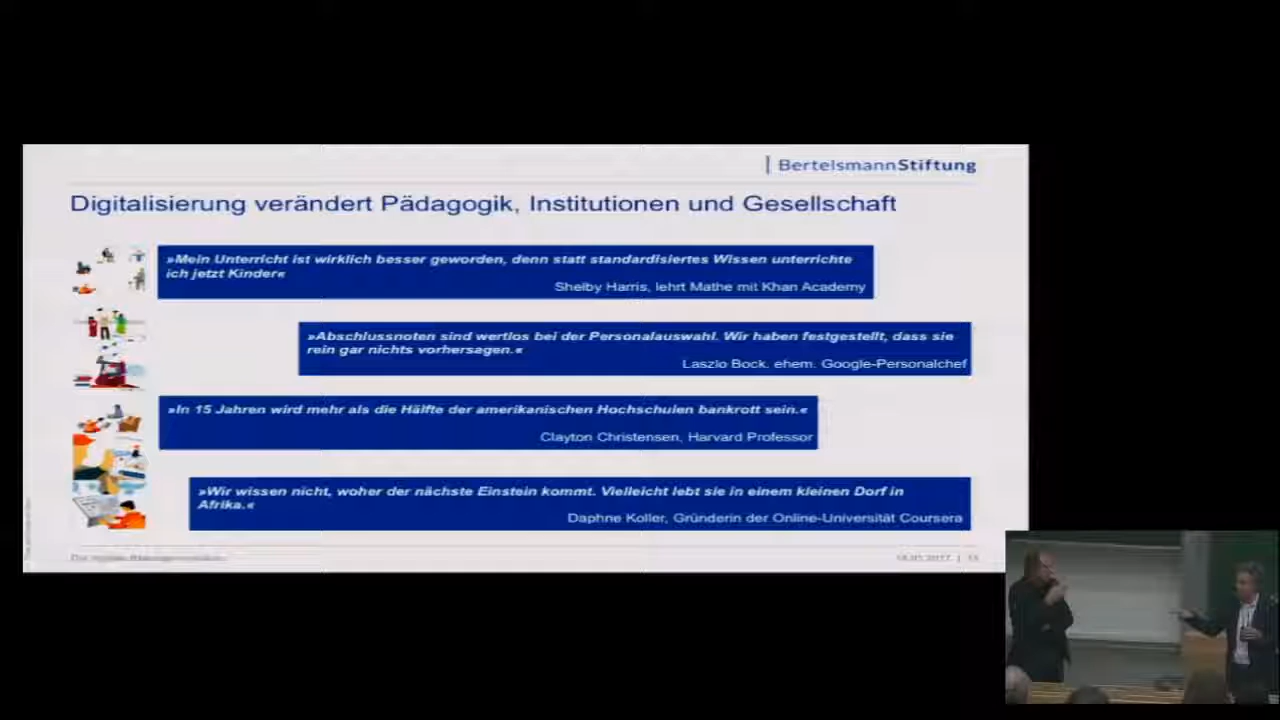 BertelsmannStiftung
Digitalisierung verändert Pädagogik, Institutionen und Gesellschaft
»Mein Unterricht ist wirklich besser geworden, denn statt standardisiertes Wissen unterrichte
ich jetzt Kinder«
Shelby Harris, lehrt Mathe mit Khan Academy
»Abschlussnoten sind wertlos bei der Personalauswahl. Wir haben festgestellt, dass sie
rein gar nichts vorhersagen.«
Laszlo Bock. ehem. Google-Personalchef
»In 15 Jahren wird mehr als die Hälfte der amerikanischen Hochschulen bankrott sein.«
Clayton Christensen, Harvard Professor
»Wir wissen nicht, woher der nächste Einstein kommt. Vielleicht lebt sie in einem kleinen Dorf in
Afrika.«
Daphne Koller, Gründerin der Online-Universität Coursera